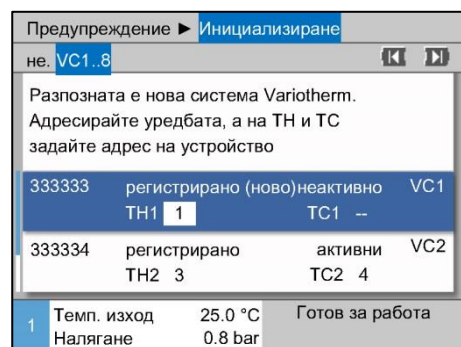 Предупреждение ► Инициализиране
не. VC1..8
Разпозната е нова система Variotherm.
Адресирайте уредбата, а на TH и TC
задайте адрес на устройство
333333 регистрирано (ново)неактивно VC1
TH1 1 TC1 --
333334 регистрирано активни VC2
TH2 3 TC2 4
1 Темп. изход 25.0 °C Готов за работа
Налягане 0.8 bar